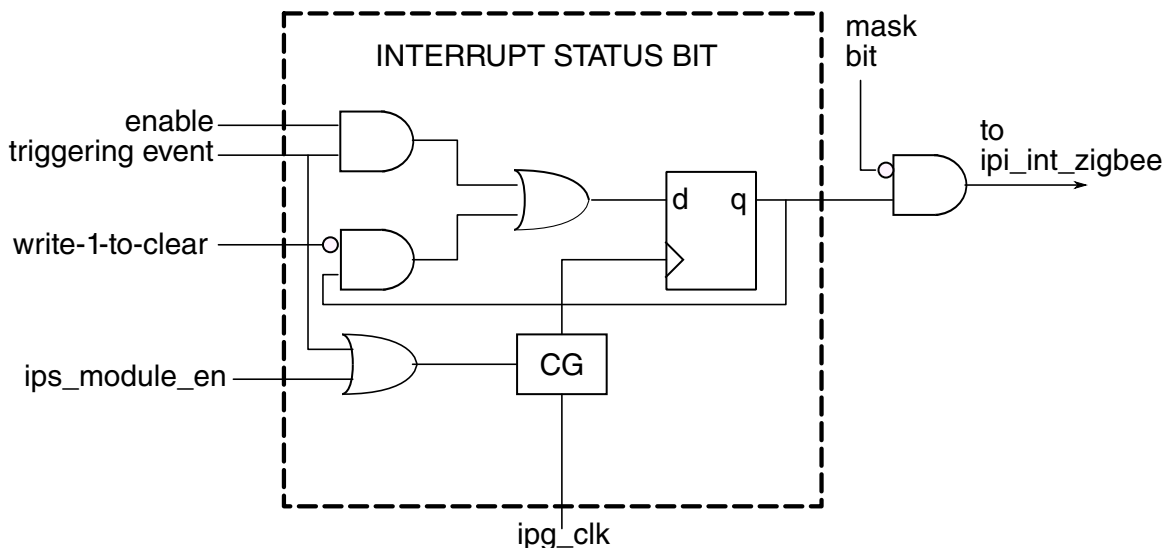 INTERRUPT STATUS BIT
mask
bit
enable
triggering event
to
ipi_int_zigbee
d
q
write-1-to-clear
CG
ips_module_en
ipg_clk